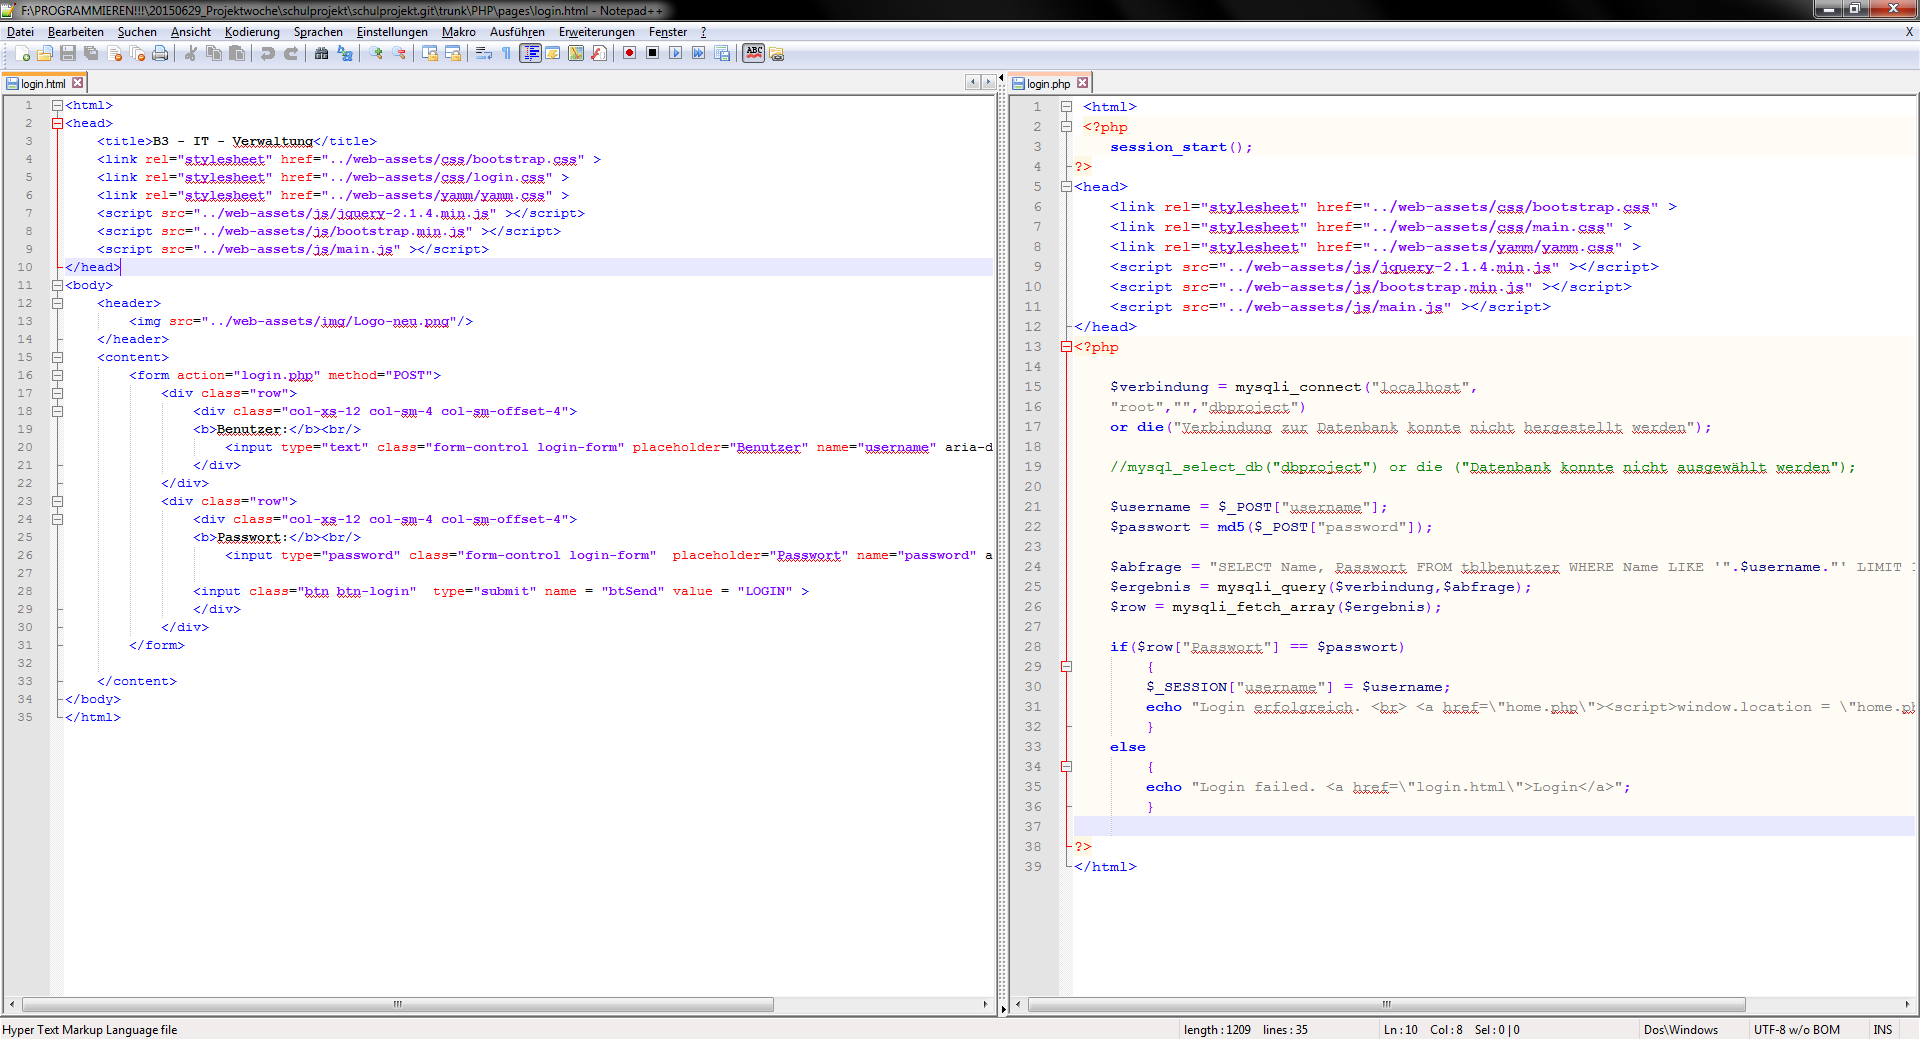 F:\PROGRAMMIEREN!!!\20150629_Projektwoche\schulprojekt\schulprojekt.git\trunk\PHP\pages\login.html - Notepad++
Datei Bearbeiten Suchen Ansicht Kodierung Sprachen Einstellungen Makro Ausführen Erweiterungen Fenster ? X
ABC
login.html
1 <html>
2 <head>
3 <title>B3 - IT - Verwaltung</title>
4 <link rel="stylesheet" href="../web-assets/css/bootstrap.css" >
5 <link rel="stylesheet" href="../web-assets/css/login.css" >
6 <link rel="stylesheet" href="../web-assets/yamm/yamm.css" >
7 <script src="../web-assets/js/jquery-2.1.4.min.js" ></script>
8 <script src="../web-assets/js/bootstrap.min.js" ></script>
9 <script src="../web-assets/js/main.js" ></script>
10 </head>
11 <body>
12 <header>
13 <img src="../web-assets/img/Logo-neu.png"/>
14 </header>
15 <content>
16 <form action="login.php" method="POST">
17 <div class="row">
18 <div class="col-xs-12 col-sm-4 col-sm-offset-4">
19 <b>Benutzer:</b><br/>
20 <input type="text" class="form-control login-form" placeholder="Benutzer" name="username" aria-d
21 </div>
22 </div>
23 <div class="row">
24 <div class="col-xs-12 col-sm-4 col-sm-offset-4">
25 <b>Passwort:</b><br/>
26 <input type="password" class="form-control login-form"  placeholder="Passwort" name="password" a
27
28 <input class="btn btn-login"  type="submit" name = "btSend" value = "LOGIN" >
29 </div>
30 </div>
31 </form>
32
33 </content>
34 </body>
35 </html>
login.php
1 <html>
2 <?php
3 session_start();
4 ?>
5 <head>
6 <link rel="stylesheet" href="../web-assets/css/bootstrap.css" >
7 <link rel="stylesheet" href="../web-assets/css/main.css" >
8 <link rel="stylesheet" href="../web-assets/yamm/yamm.css" >
9 <script src="../web-assets/js/jquery-2.1.4.min.js" ></script>
10 <script src="../web-assets/js/bootstrap.min.js" ></script>
11 <script src="../web-assets/js/main.js" ></script>
12 </head>
13 <?php
14
15 $verbindung = mysqli_connect("localhost",
16 "root","","dbproject")
17 or die("Verbindung zur Datenbank konnte nicht hergestellt werden");
18
19 //mysql_select_db("dbproject") or die ("Datenbank konnte nicht ausgewählt werden");
20
21 $username = $_POST["username"];
22 $passwort = md5($_POST["password"]);
23
24 $abfrage = "SELECT Name, Passwort FROM tblbenutzer WHERE Name LIKE '".$username."' LIMIT
25 $ergebnis = mysqli_query($verbindung,$abfrage);
26 $row = mysqli_fetch_array($ergebnis);
27
28 if($row["Passwort"] == $passwort)
29 {
30 $_SESSION["username"] = $username;
31 echo "Login erfolgreich. <br> <a href=\"home.php\"><script>window.location = \"home.ph
32 }
33 else
34 {
35 echo "Login failed. <a href=\"login.html\">Login</a>";
36 }
37
38 ?>
39 </html>
Hyper Text Markup Language file length : 1209 lines : 35 Ln : 10 Col : 8 Sel : 0 | 0 Dos\Windows UTF-8 w/o BOM INS